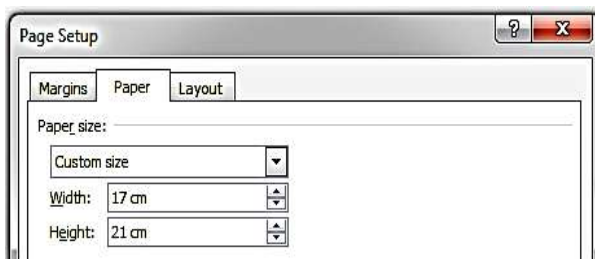 Page Setup
Margins Paper Layout
Paper size:
Custom size
Width: 17 cm
Height: 21 cm